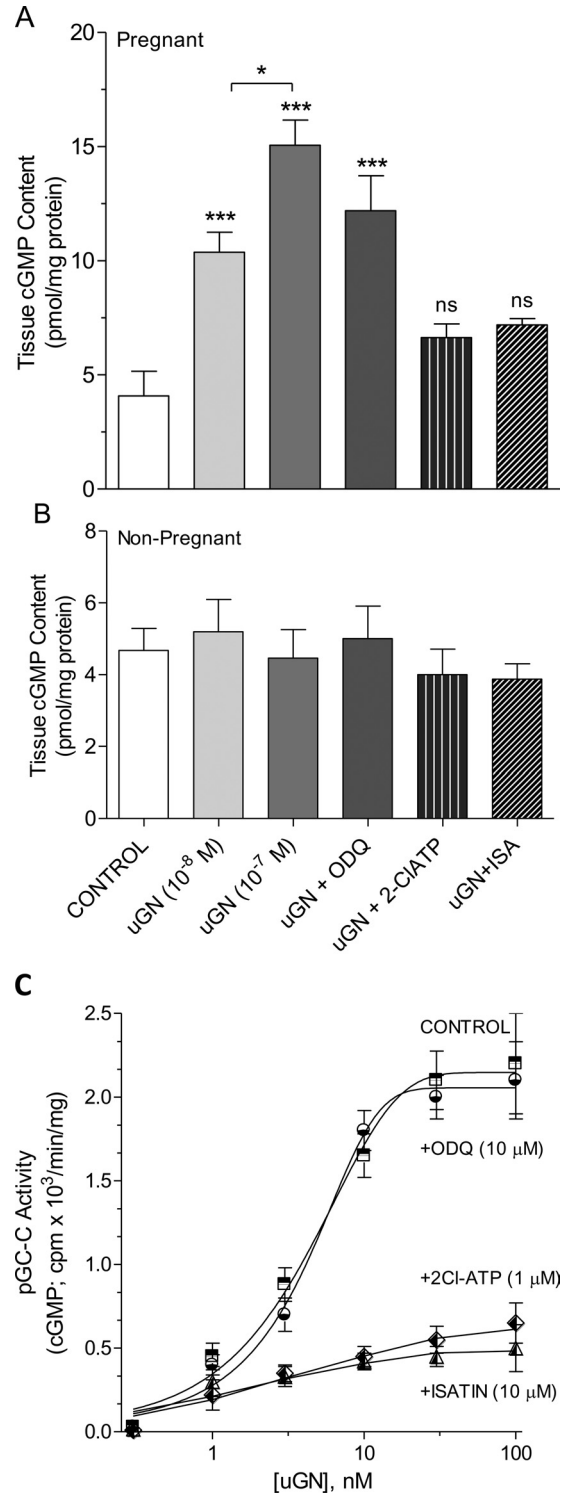 A
Pregnant
Tissue cGMP Content
(pmol/mg protein)
20
15
10
5
0
*
***
***
***
ns
ns
B
Non-Pregnant
Tissue cGMP Content
(pmol/mg protein)
8
6
4
2
0
CONTROL
uGN (10⁻⁸ M)
uGN (10⁻⁷ M)
uGN + ODQ
uGN + 2-ClATP
uGN+ISA
C
pGC-C Activity
(cGMP; cpm x 10³/min/mg)
2.5
2.0
1.5
1.0
0.5
0.0
CONTROL
+ODQ (10 μM)
+2Cl-ATP (1 μM)
+ISATIN (10 μM)
1
10
100
[uGN], nM